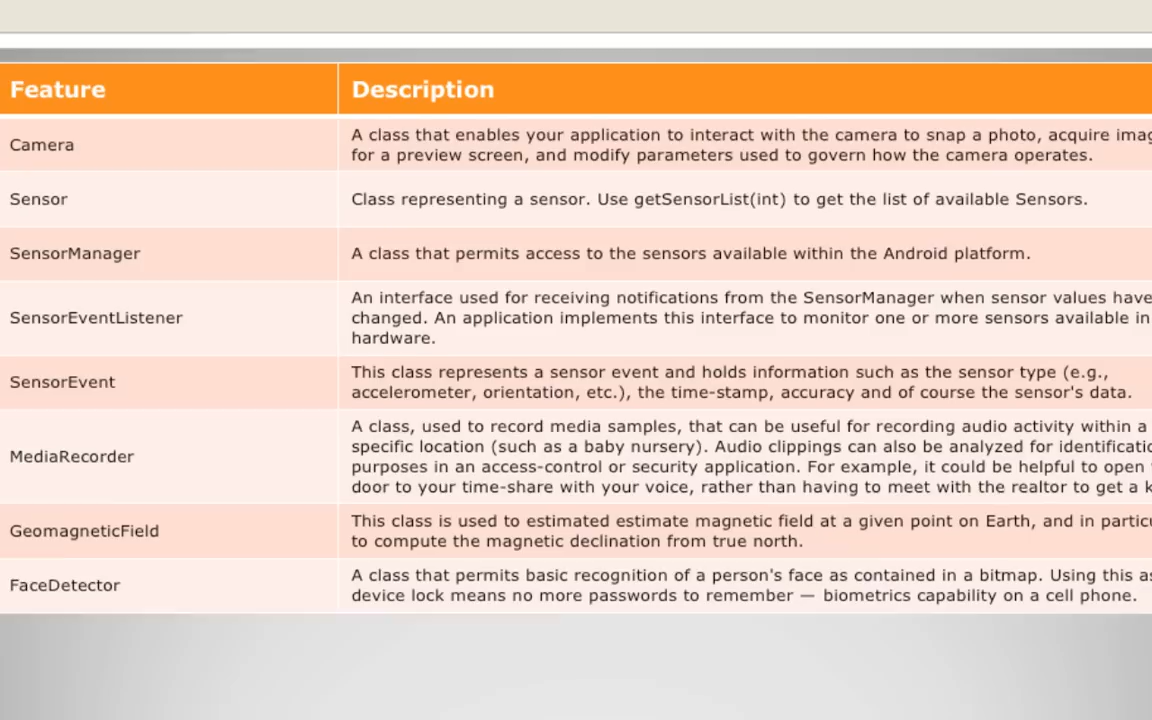 Feature
Description
Camera
A class that enables your application to interact with the camera to snap a photo, acquire
for a preview screen, and modify parameters used to govern how the camera operates.
Sensor
Class representing a sensor. Use getSensorList(int) to get the list of available Sensors.
SensorManager
A class that permits access to the sensors available within the Android platform.
SensorEventListener
An interface used for receiving notifications from the SensorManager when sensor values have
changed. An application implements this interface to monitor one or more sensors available in
hardware.
SensorEvent
This class represents a sensor event and holds information such as the sensor type (e.g.,
accelerometer, orientation, etc.), the time-stamp, accuracy and of course the sensor's data.
MediaRecorder
A class, used to record media samples, that can be useful for recording audio activity within a
specific location (such as a baby nursery). Audio clippings can also be analyzed for
purposes in an access-control or security application. For example, it could be helpful to open
door to your time-share with your voice, rather than having to meet with the realtor to get a
GeomagneticField
This class is used to estimated estimate magnetic field at a given point on Earth, and in
to compute the magnetic declination from true north.
FaceDetector
A class that permits basic recognition of a person's face as contained in a bitmap. Using this
device lock means no more passwords to remember — biometrics capability on a cell phone.